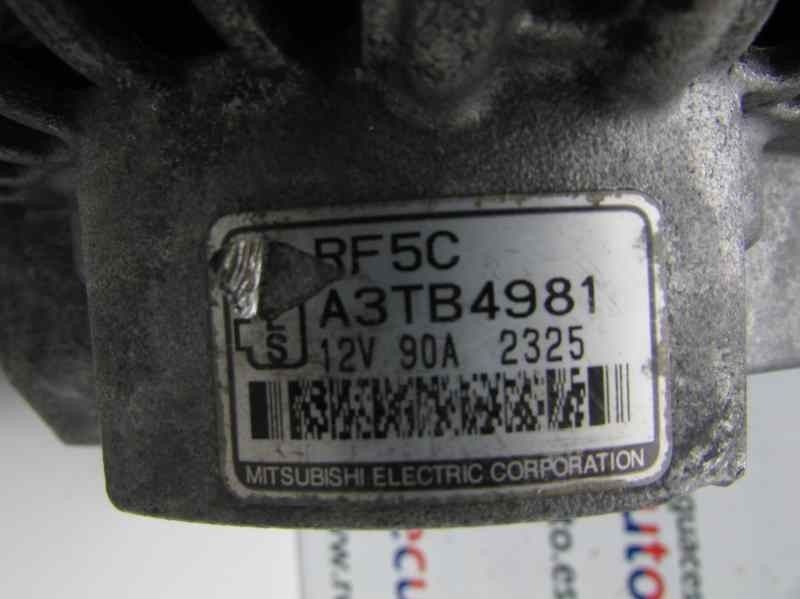 RF5C
A3TB4981
L
S
12V 90A 2325
MITSUBISHI ELECTRIC CORPORATION